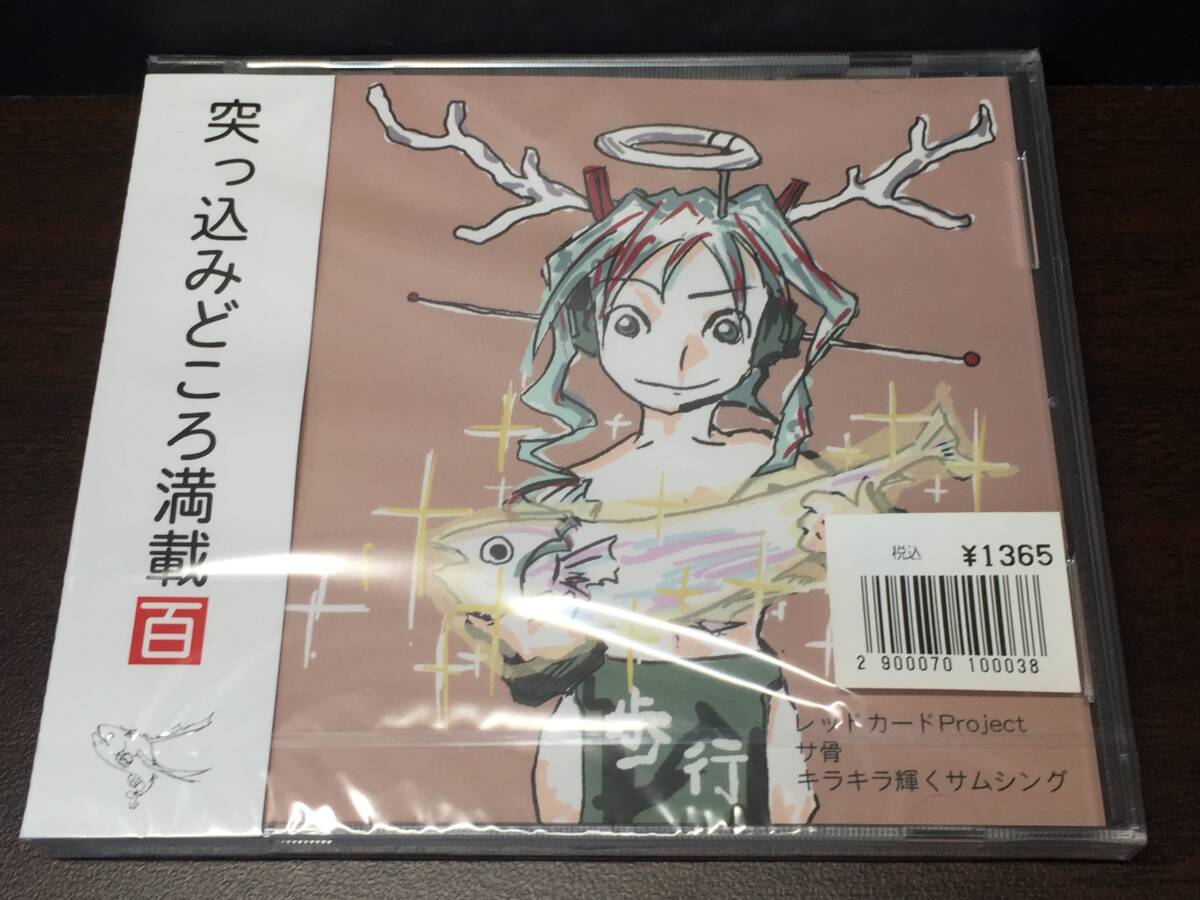 突っ込みどころ満載百
税込 ¥1365
2 900070 100038
歩行
レッドカードProject
サ骨
キラキラ輝くサムシング